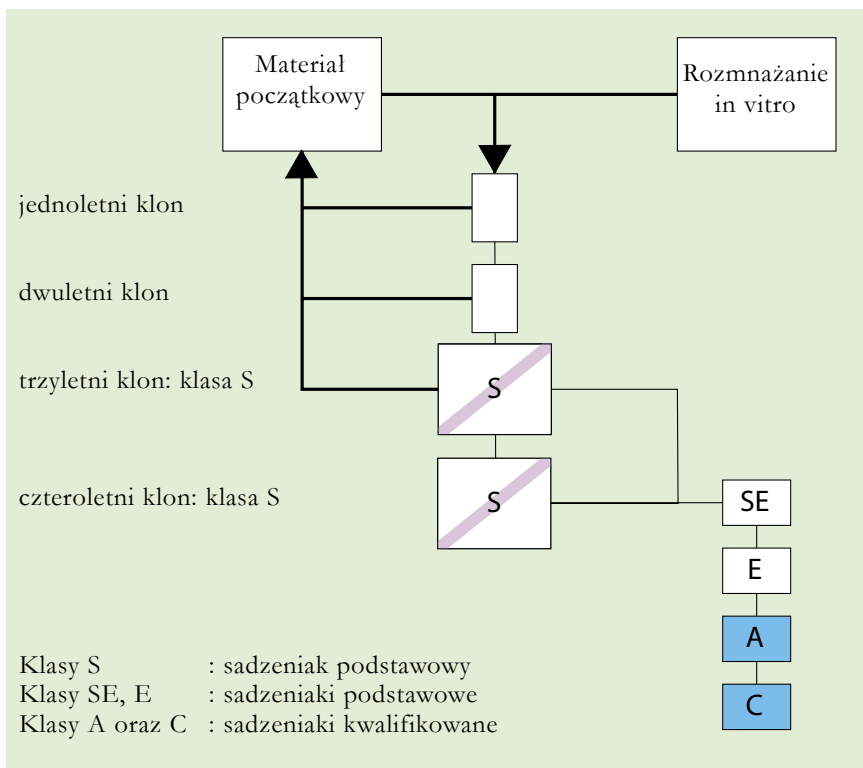 Materiał
początkowy
Rozmnażanie
in vitro
jednoletni klon
dwuletni klon
trzyletni klon: klasa S
S
czteroletni klon: klasa S
S
SE
E
A
C
Klasy S : sadzeniak podstawowy
Klasy SE, E : sadzeniaki podstawowe
Klasy A oraz C : sadzeniaki kwalifikowane